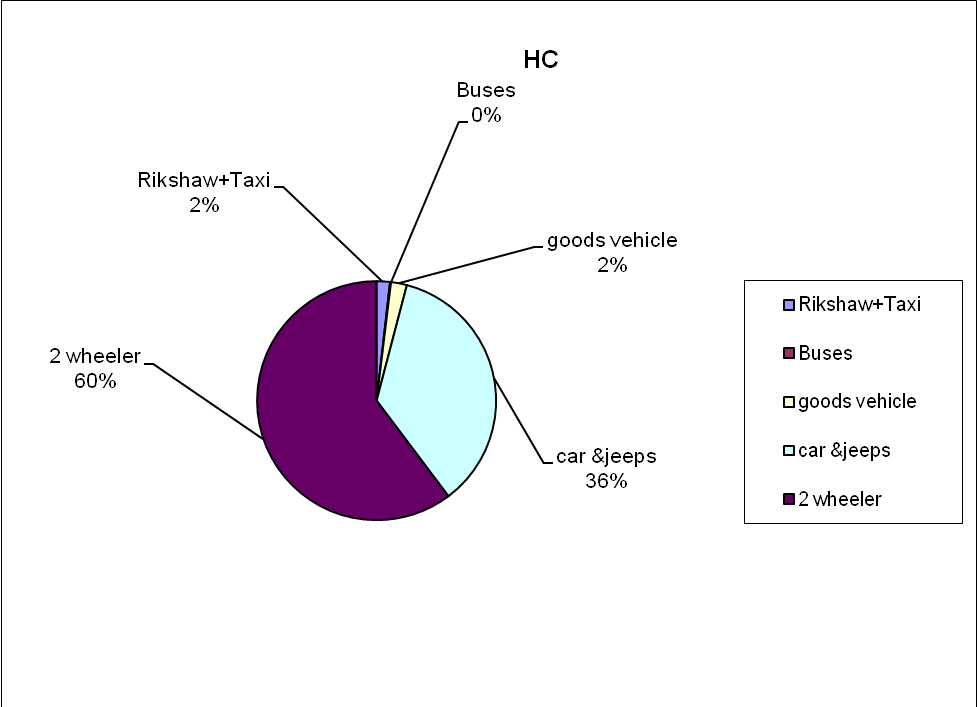 HC
Buses
0%
Rikshaw+Taxi
2%
goods vehicle
2%
2 wheeler
60%
car &jeeps
36%
Rikshaw+Taxi
Buses
goods vehicle
car &jeeps
2 wheeler